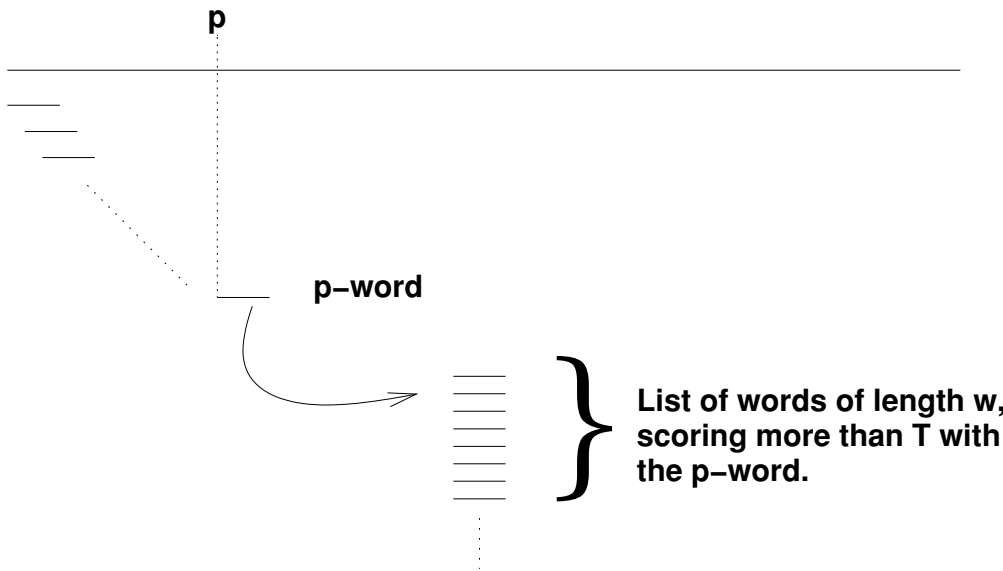 p
p–word
List of words of length w,
scoring more than T with
the p–word.